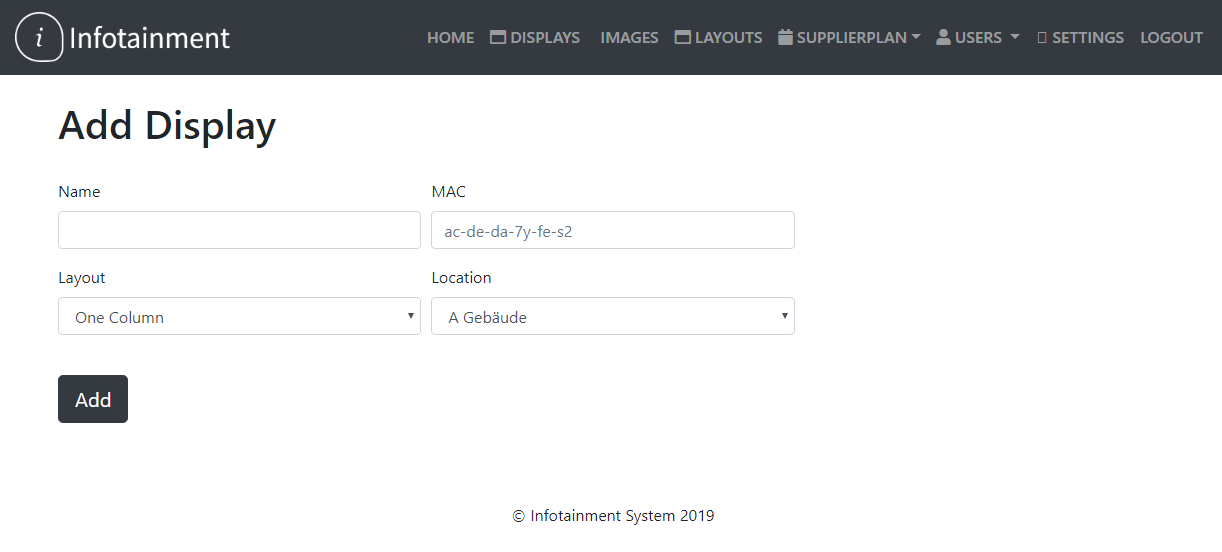 i Infotainment HOME DISPLAYS IMAGES LAYOUTS SUPPLIERPLAN USERS SETTINGS LOGOUT
Add Display
Name MAC
ac-de-da-7y-fe-s2
Layout Location
One Column A Gebäude
Add
© Infotainment System 2019